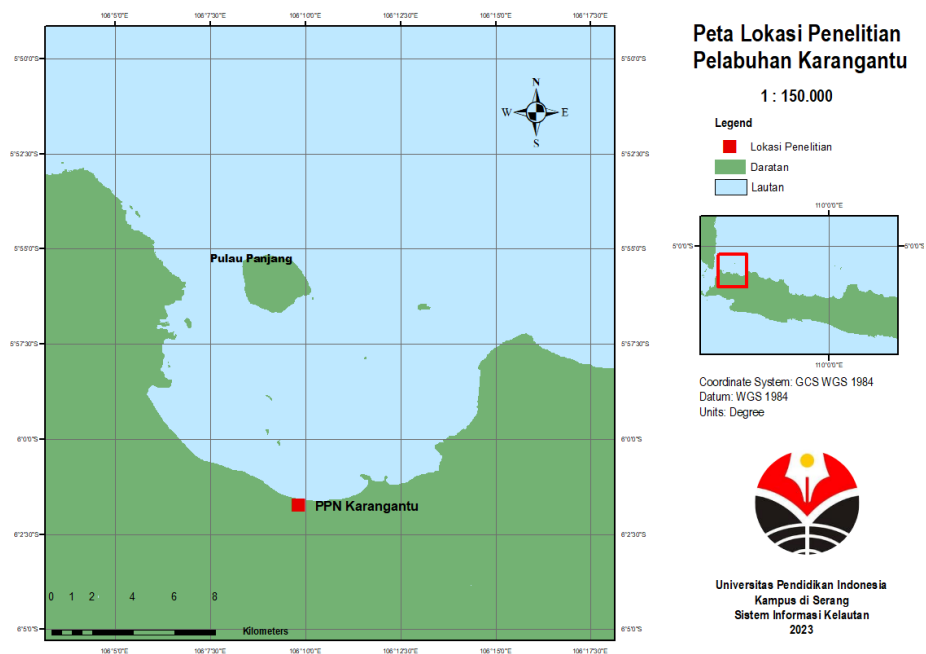 106°5'0"E 106°7'30"E 106°10'0"E 106°12'30"E 106°15'0"E 106°17'30"E
5°50'0"S 5°50'0"S
5°52'30"S 5°52'30"S
5°55'0"S 5°55'0"S
5°57'30"S 5°57'30"S
6°0'0"S 6°0'0"S
6°2'30"S 6°2'30"S
6°5'0"S 6°5'0"S
N
W E
S
Pulau Panjang
PPN Karangantu
0 1 2 4 6 8
Kilometers
106°5'0"E 106°7'30"E 106°10'0"E 106°12'30"E 106°15'0"E 106°17'30"E
Peta Lokasi Penelitian
Pelabuhan Karangantu
1 : 150.000
Legend
Lokasi Penelitian
Daratan
Lautan
110°0'0"E
5°0'0"S 5°0'0"S
110°0'0"E
Coordinate System: GCS WGS 1984
Datum: WGS 1984
Units: Degree
Universitas Pendidikan Indonesia
Kampus di Serang
Sistem Informasi Kelautan
2023